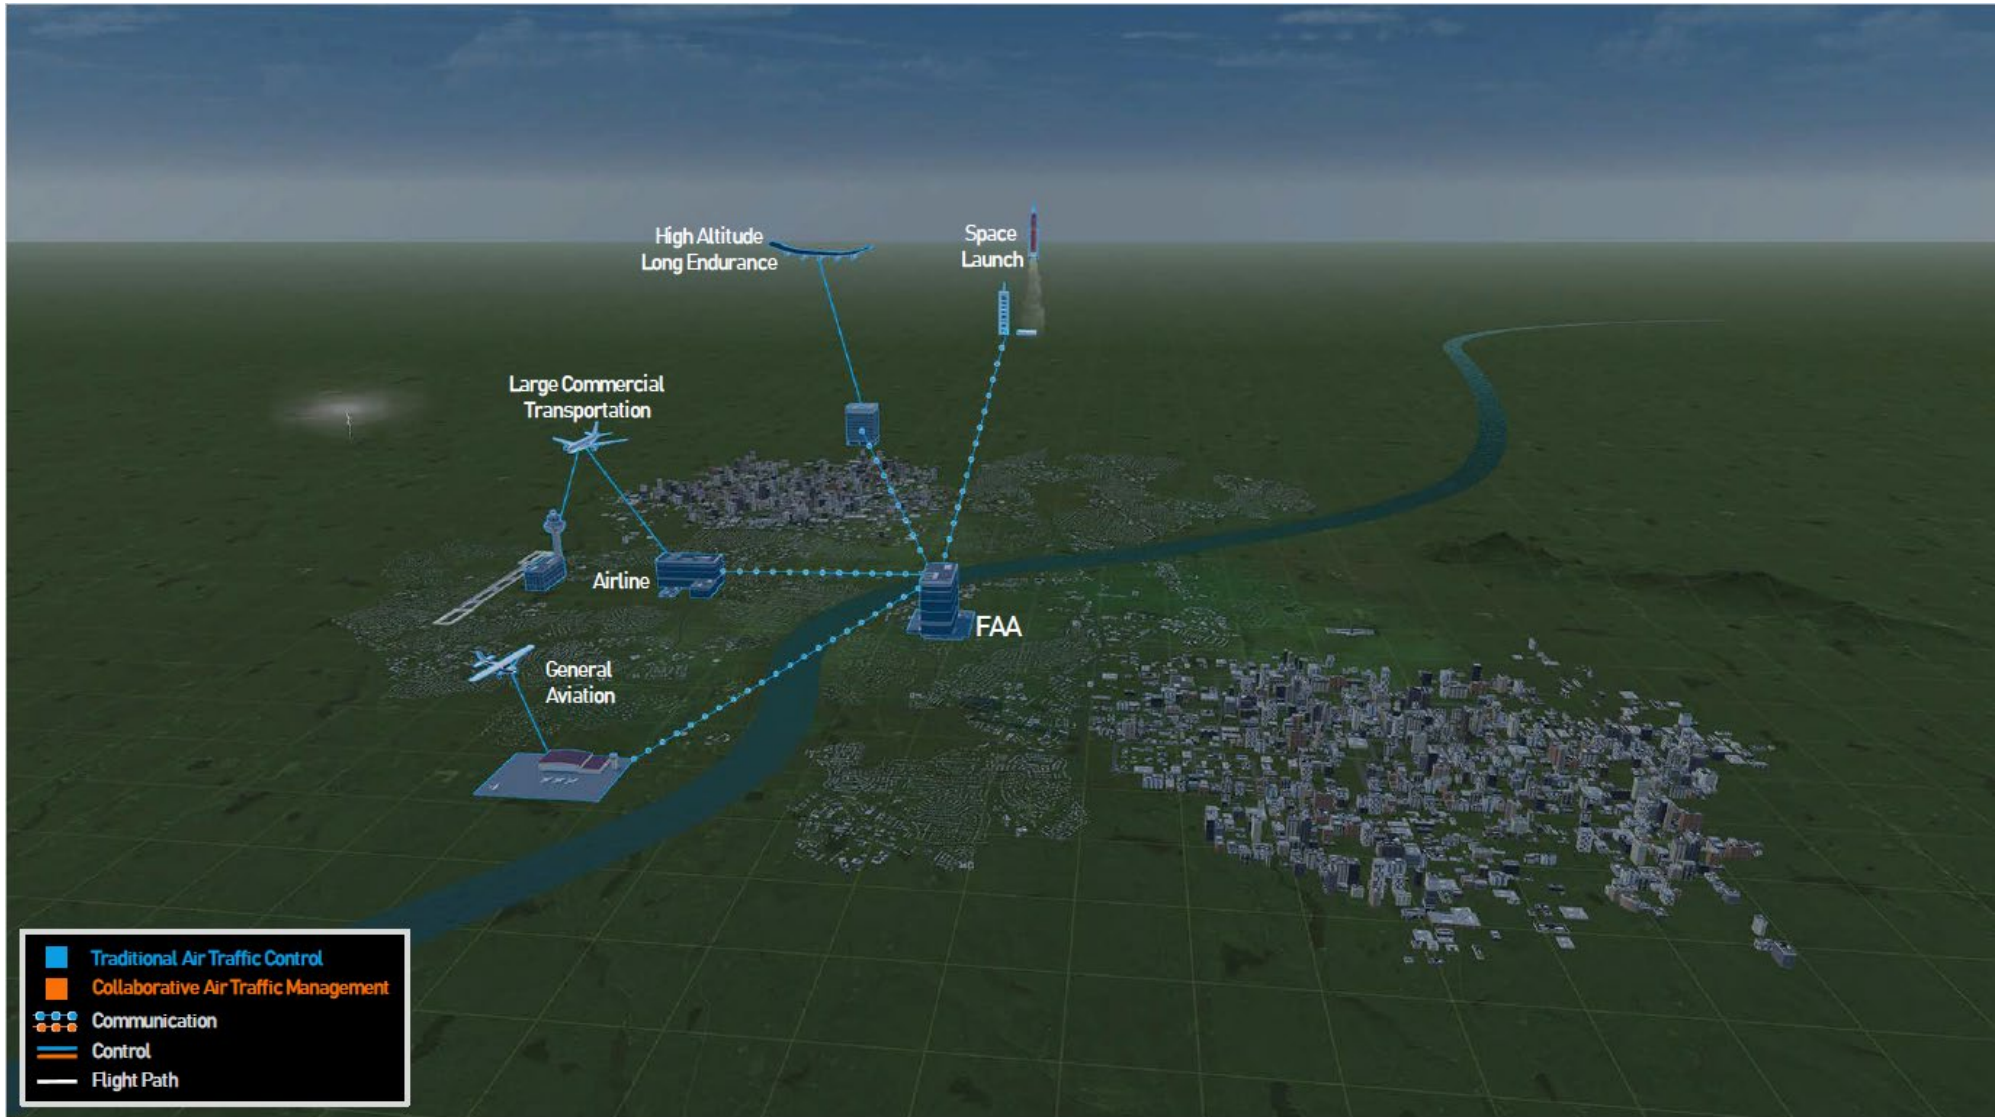 High Altitude
Long Endurance
Space
Launch
Large Commercial
Transportation
Airline
FAA
General
Aviation
Traditional Air Traffic Control
Collaborative Air Traffic Management
Communication
Control
Flight Path